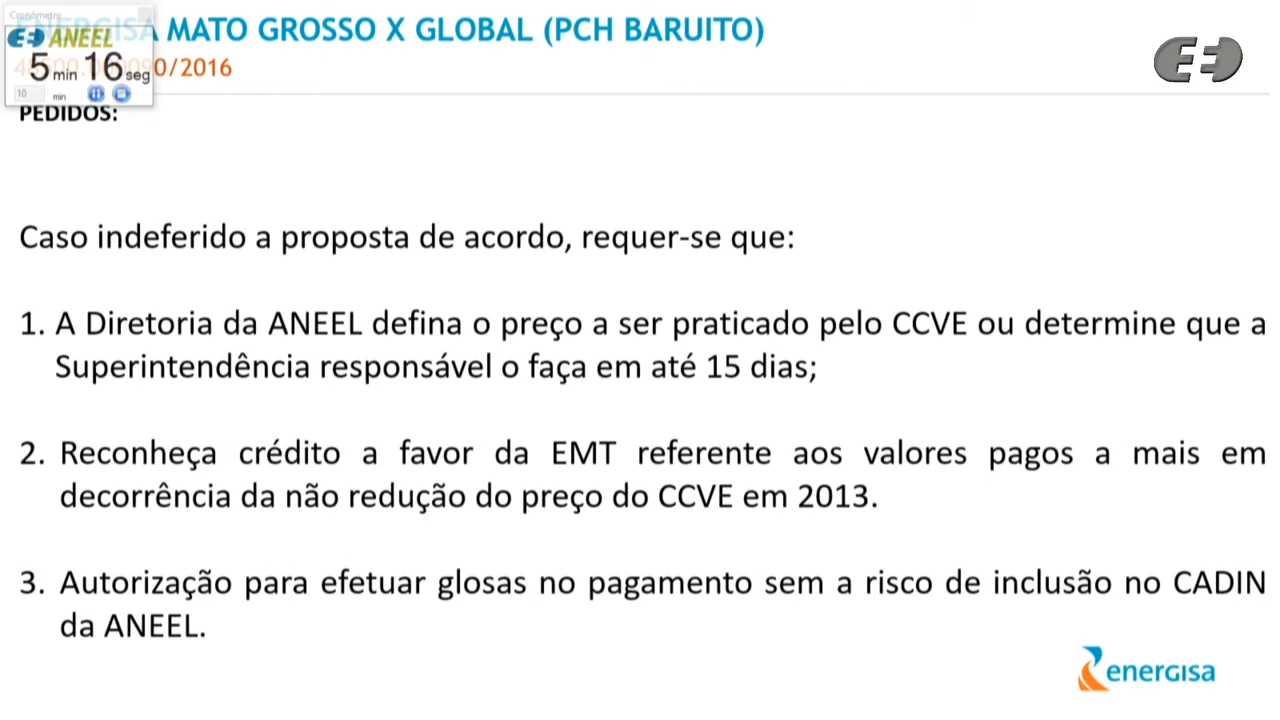 Cronômetro
ENERGISA MATO GROSSO X GLOBAL (PCH BARUITO)
ANEEL
5 min 16 seg
0/2016
10 min
PEDIDOS:
Caso indeferido a proposta de acordo, requer-se que:
1. A Diretoria da ANEEL defina o preço a ser praticado pelo CCVE ou determine que a
Superintendência responsável o faça em até 15 dias;
2. Reconheça crédito a favor da EMT referente aos valores pagos a mais em
decorrência da não redução do preço do CCVE em 2013.
3. Autorização para efetuar glosas no pagamento sem a risco de inclusão no CADIN
da ANEEL.
energisa